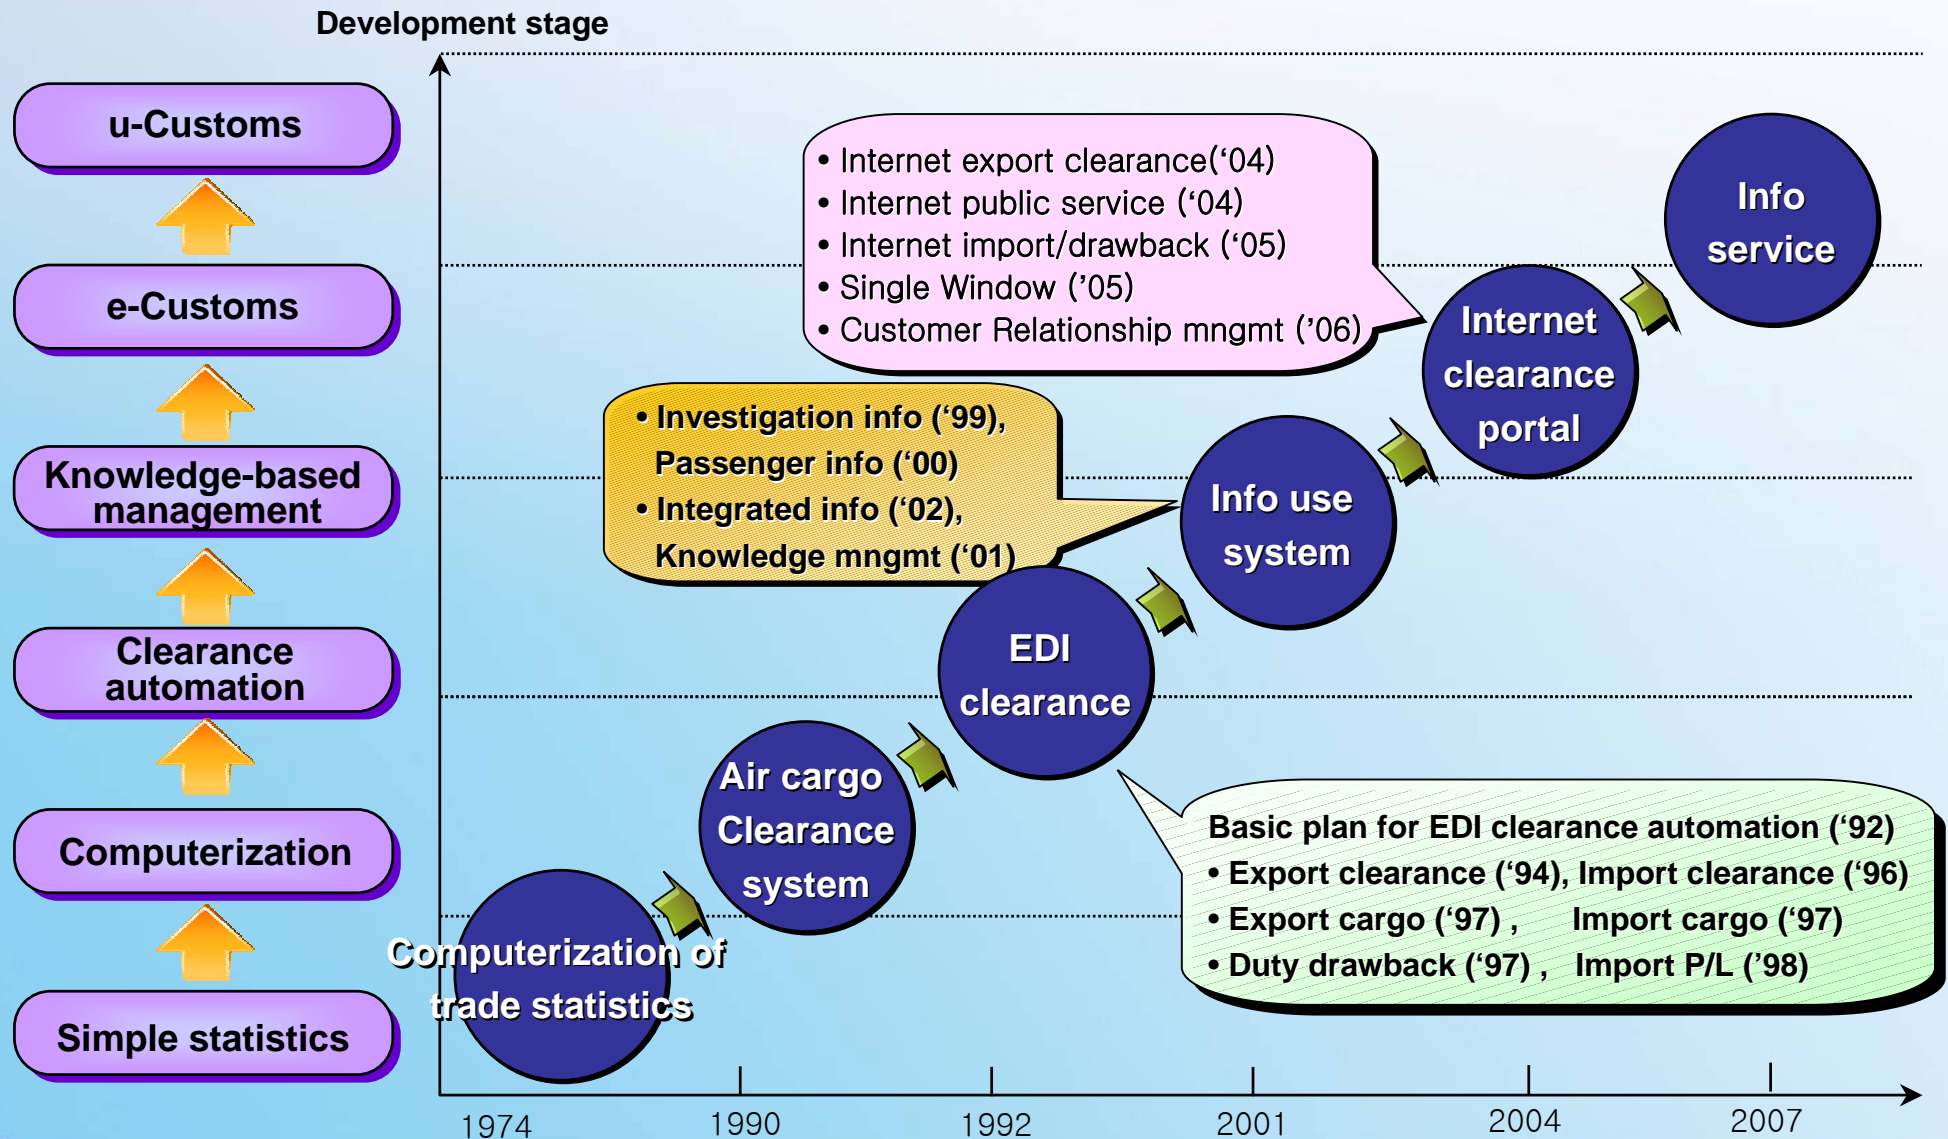 Development stage
u-Customs
e-Customs
Knowledge-based
management
Clearance
automation
Computerization
Simple statistics
• Internet export clearance(‘04)
• Internet public service (‘04)
• Internet import/drawback (‘05)
• Single Window (’05)
• Customer Relationship mngmt (’06)
Info
service
Internet
clearance
portal
• Investigation info (‘99),
Passenger info (‘00)
• Integrated info (‘02),
Knowledge mngmt (‘01)
Info use
system
EDI
clearance
Air cargo
Clearance
system
Computerization of
trade statistics
Basic plan for EDI clearance automation (‘92)
• Export clearance (‘94), Import clearance (‘96)
• Export cargo (‘97) , Import cargo (‘97)
• Duty drawback (‘97) , Import P/L (’98)
1974 1990 1992 2001 2004 2007